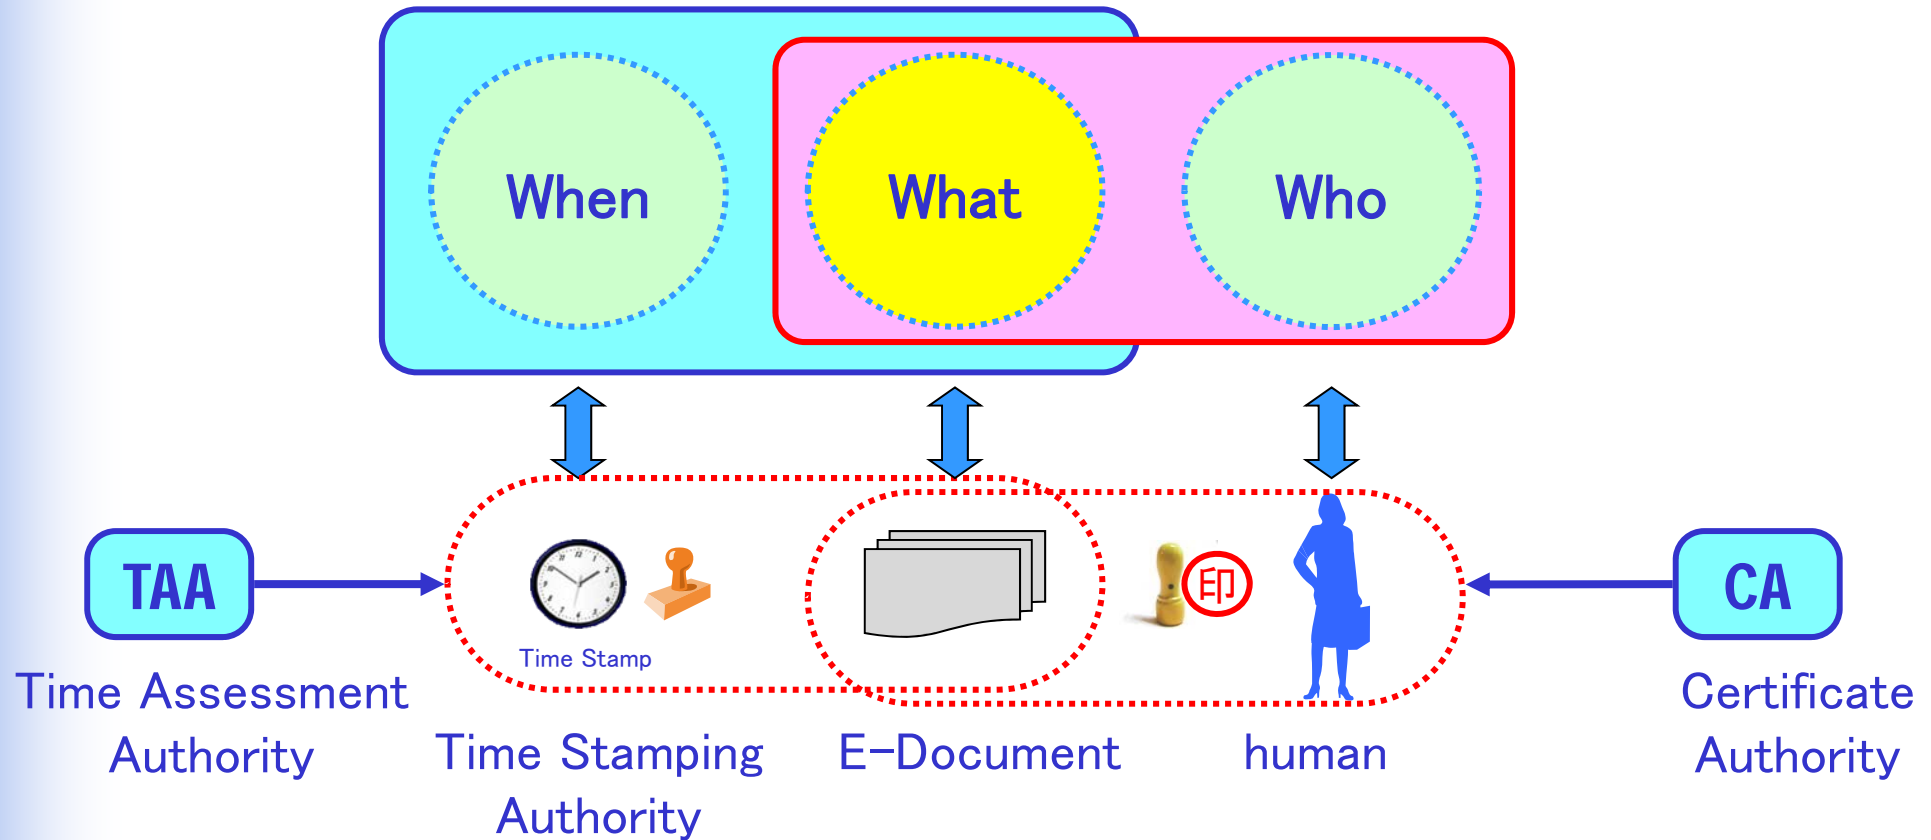 When
What
Who
TAA
印
CA
Time Stamp
Time Assessment
Authority
Time Stamping
Authority
E-Document
human
Certificate
Authority